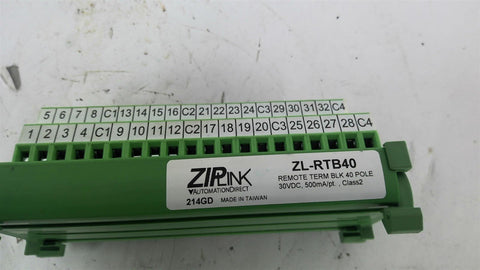 5 6 7 8 C1 13 14 15 16 C2 21 22 23 24 C3 29 30 31 32 C4
1 2 3 4 C1 9 10 11 12 C2 17 18 19 20 C3 25 26 27 28 C4
ZIPLINK
AUTOMATIONDIRECT
214GD MADE IN TAIWAN
ZL-RTB40
REMOTE TERM BLK 40 POLE
30VDC, 500mA/pt. , Class2